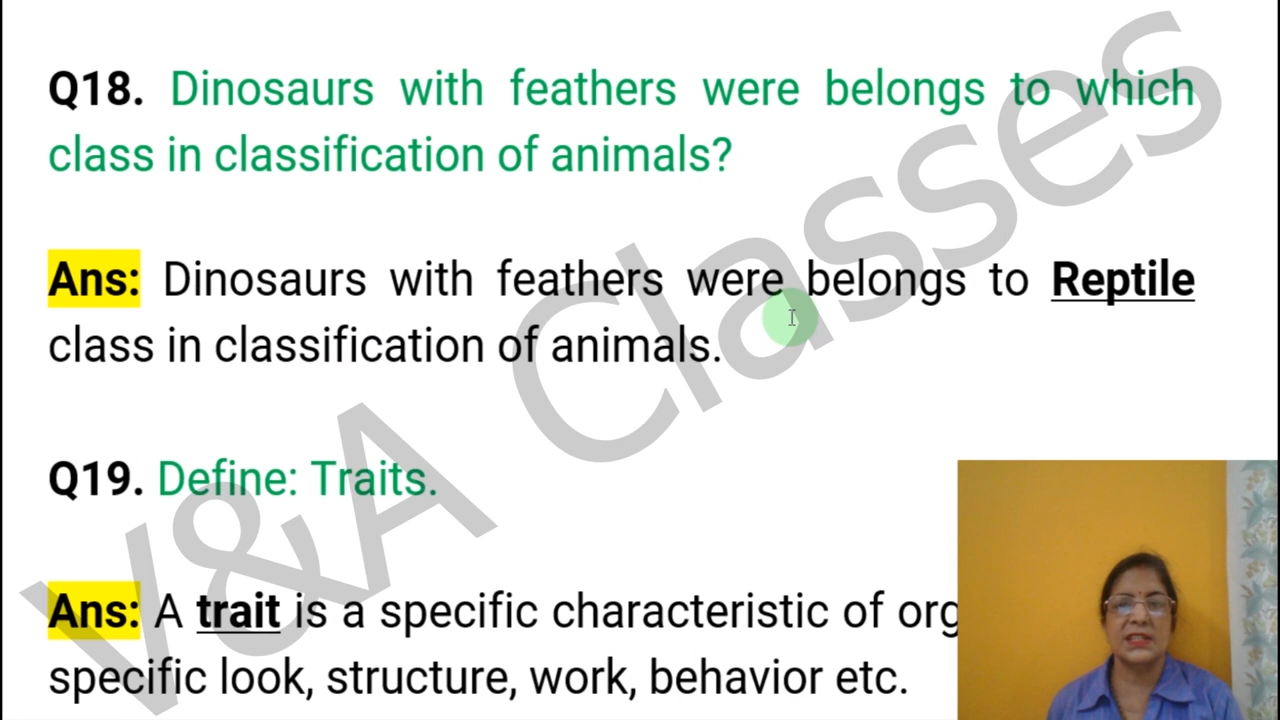 Q18. Dinosaurs with feathers were belongs to which
class in classification of animals?
Ans: Dinosaurs with feathers were belongs to Reptile
class in classification of animals.
Q19. Define: Traits.
Ans: A trait is a specific characteristic of
specific look, structure, work, behavior etc.
V&A Classes